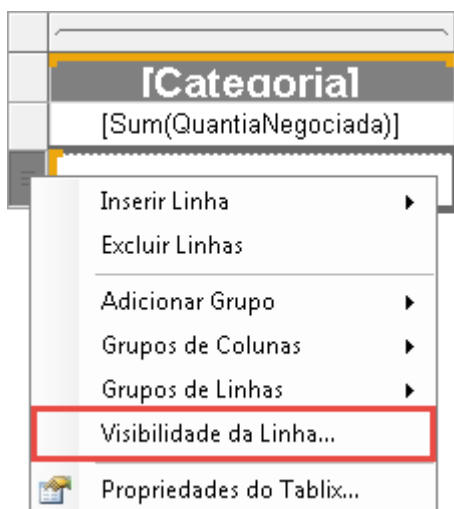 [Categoria]
[Sum(QuantiaNegociada)]
Inserir Linha
Excluir Linhas
Adicionar Grupo
Grupos de Colunas
Grupos de Linhas
Visibilidade da Linha...
Propriedades do Tablix...